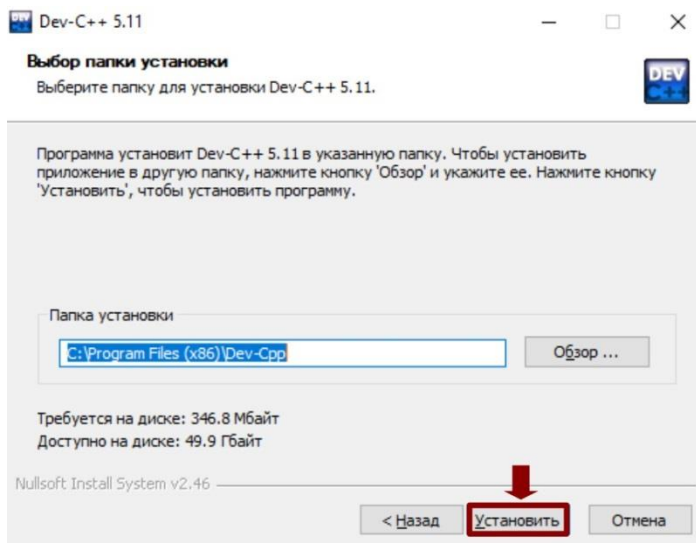 Dev-C++ 5.11
Выбор папки установки
Выберите папку для установки Dev-C++ 5.11.
DEV
C++
Программа установит Dev-C++ 5.11 в указанную папку. Чтобы установить
приложение в другую папку, нажмите кнопку 'Обзор' и укажите ее. Нажмите кнопку
'Установить', чтобы установить программу.
Папка установки
C:\Program Files (x86)\Dev-Cpp
Обзор ...
Требуется на диске: 346.8 Мбайт
Доступно на диске: 49.9 Гбайт
Nullsoft Install System v2.46
< Назад Установить Отмена